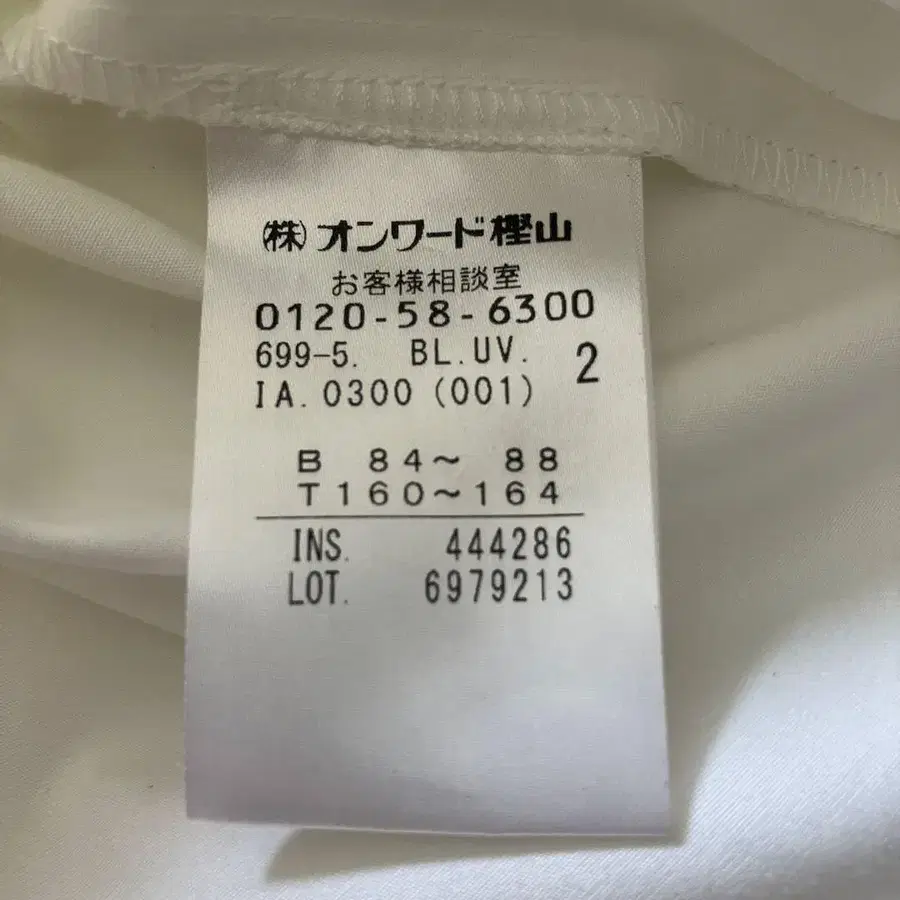 ㈱オンワード樫山
お客様相談室
0120-58-6300
699-5. BL.UV. 2
IA.0300 (001)
B 84～ 88
T160～164
INS. 444286
LOT. 6979213